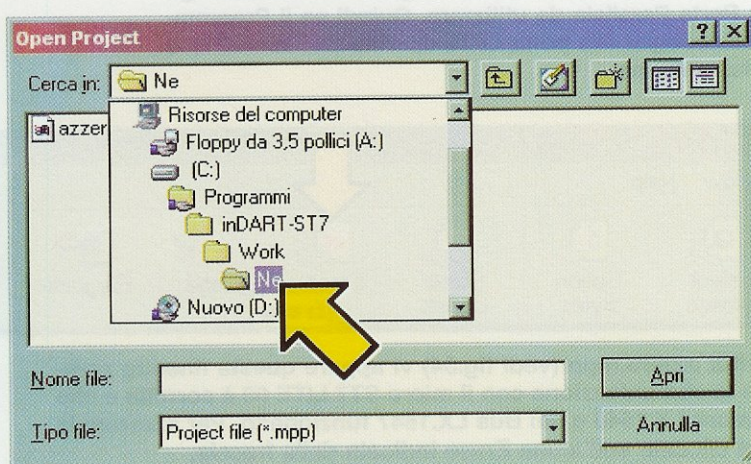 Open Project
Cerca in: Ne
Risorse del computer
azzer
Floppy da 3,5 pollici (A:)
(C:)
Programmi
inDART-ST7
Work
Ne
Nuovo (D:)
Nome file:
Apri
Tipo file: Project file (*.mpp)
Annulla